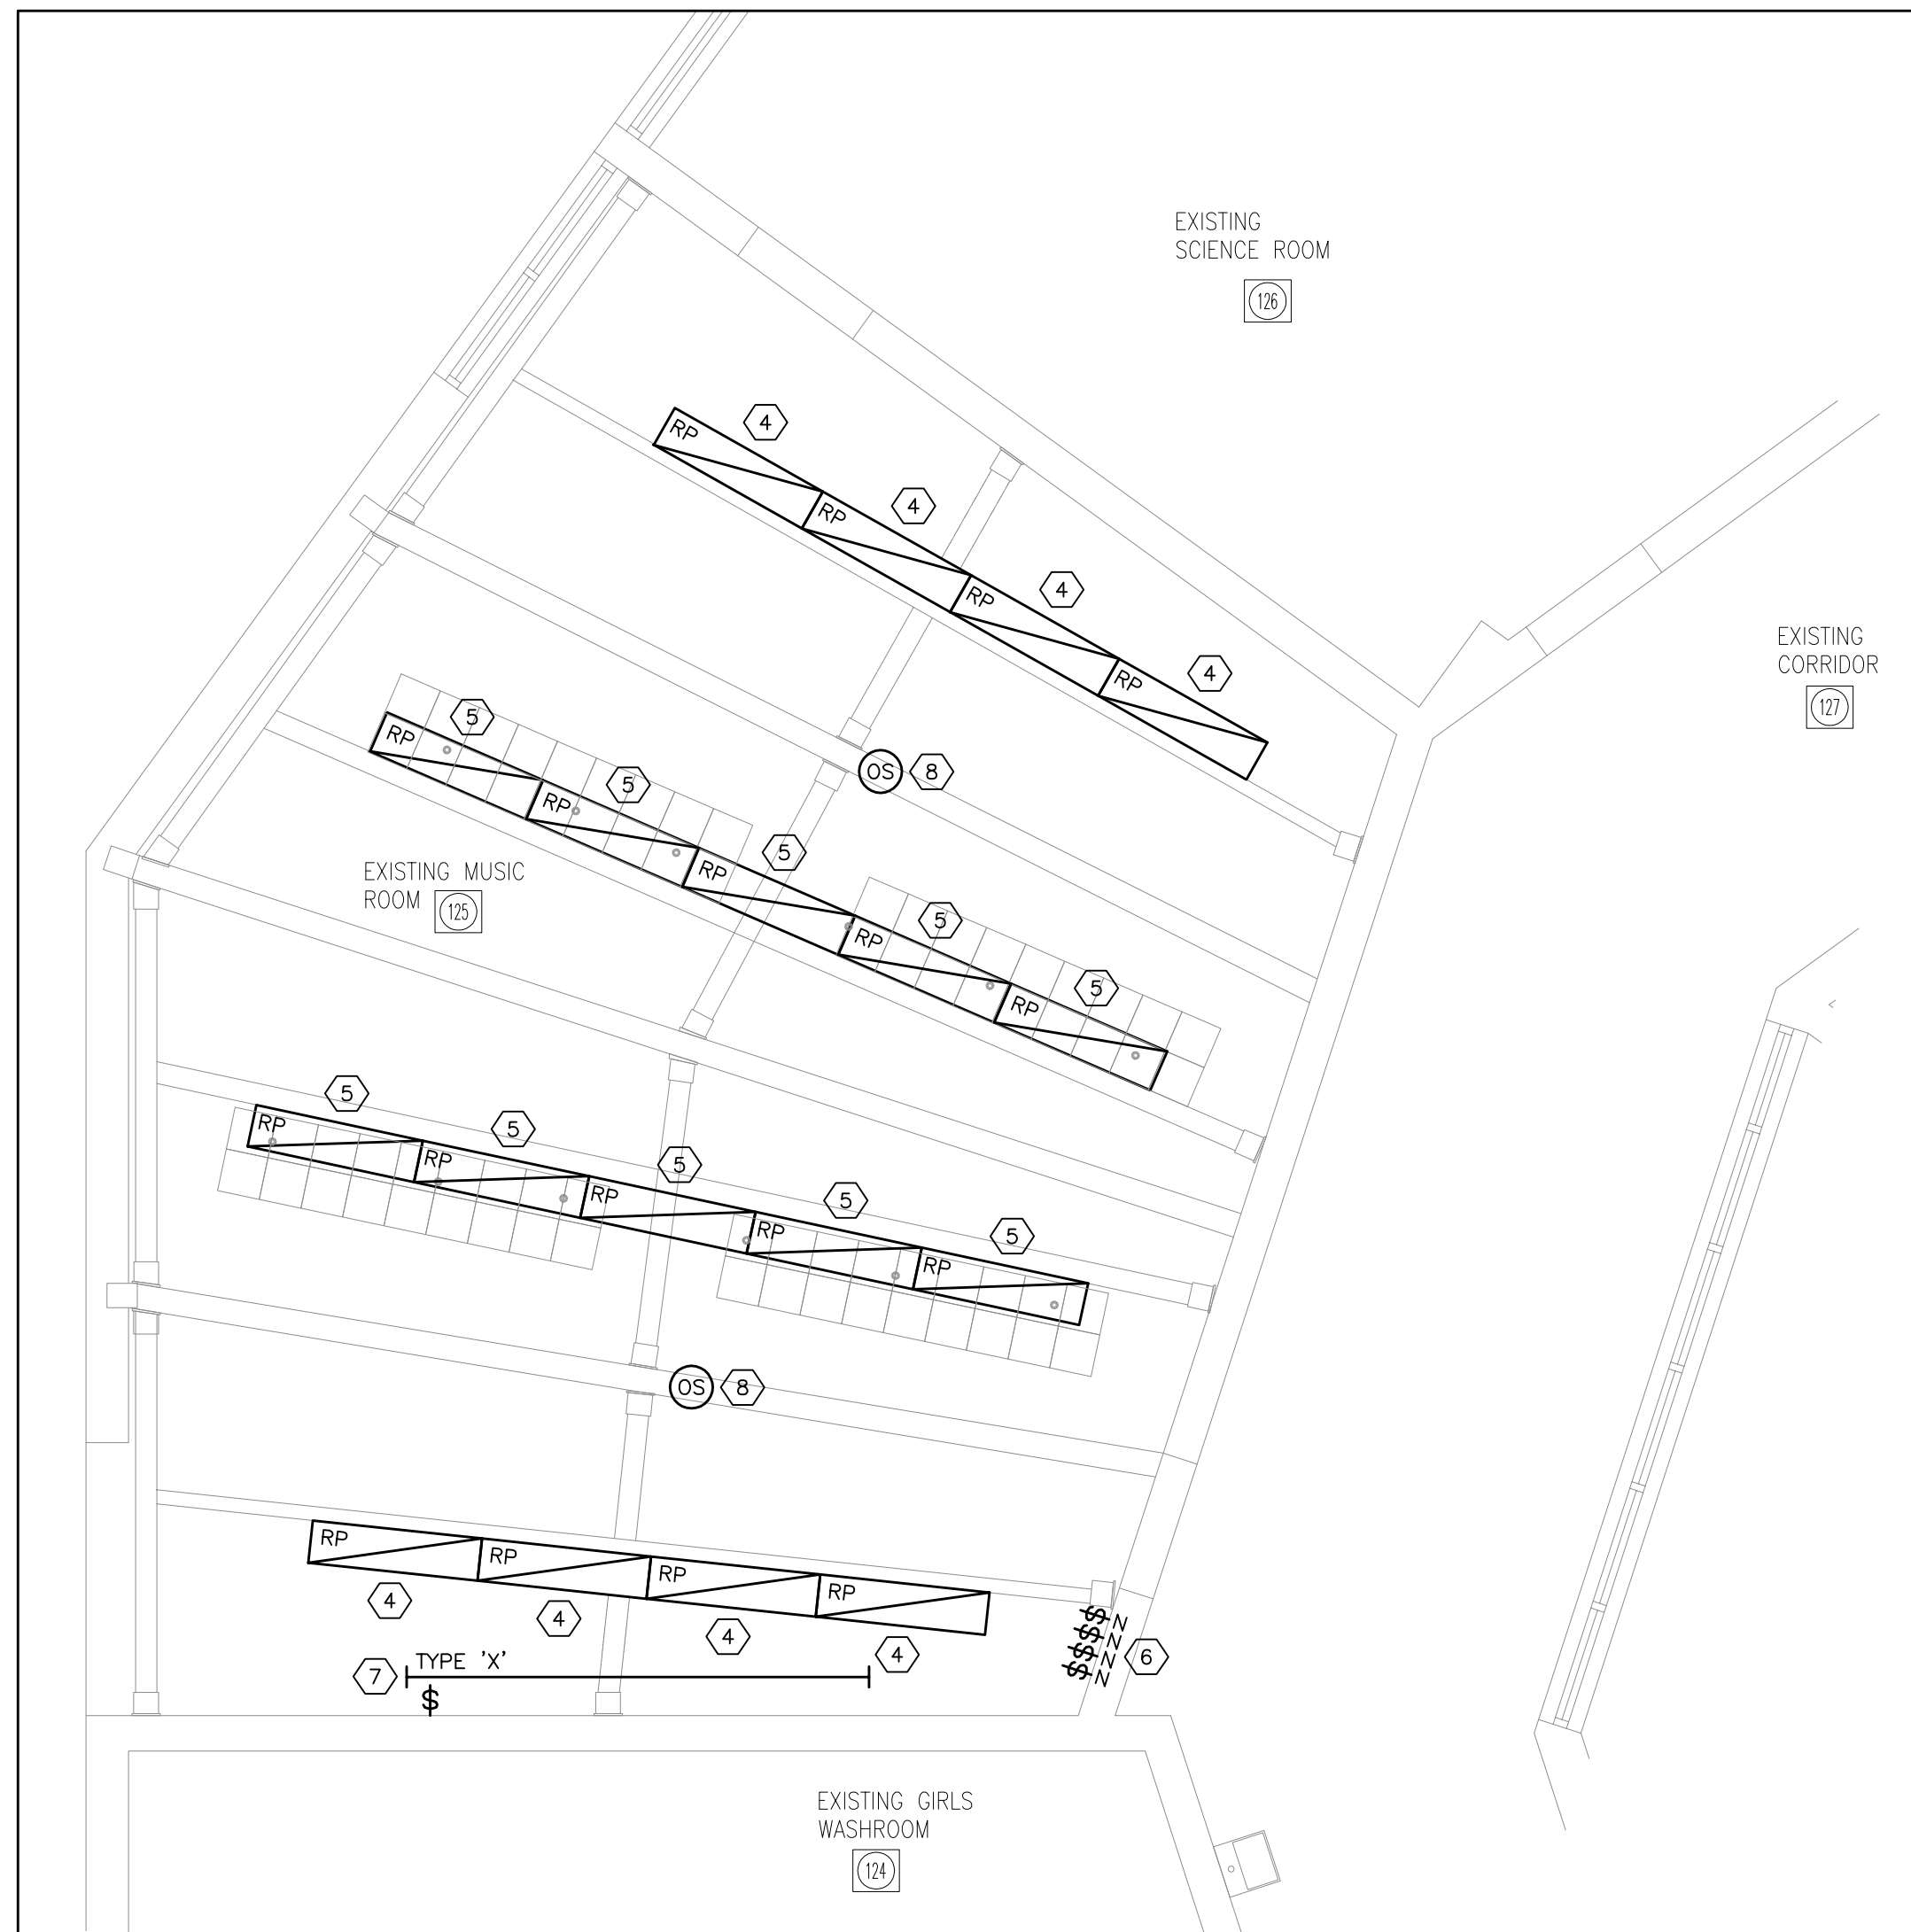 EXISTING
SCIENCE ROOM
126
4
RP
4
RP
4
RP
4
RP
EXISTING
CORRIDOR
127
5
RP
5
RP
5
RP
5
RP
5
RP
OS 8
EXISTING MUSIC
ROOM 125
5
RP
5
RP
5
RP
5
RP
5
RP
OS 8
RP
RP
RP
RP
4
4
4
4
$$$$
ZZZZ
6
7 TYPE 'X'
$
EXISTING GIRLS
WASHROOM
124